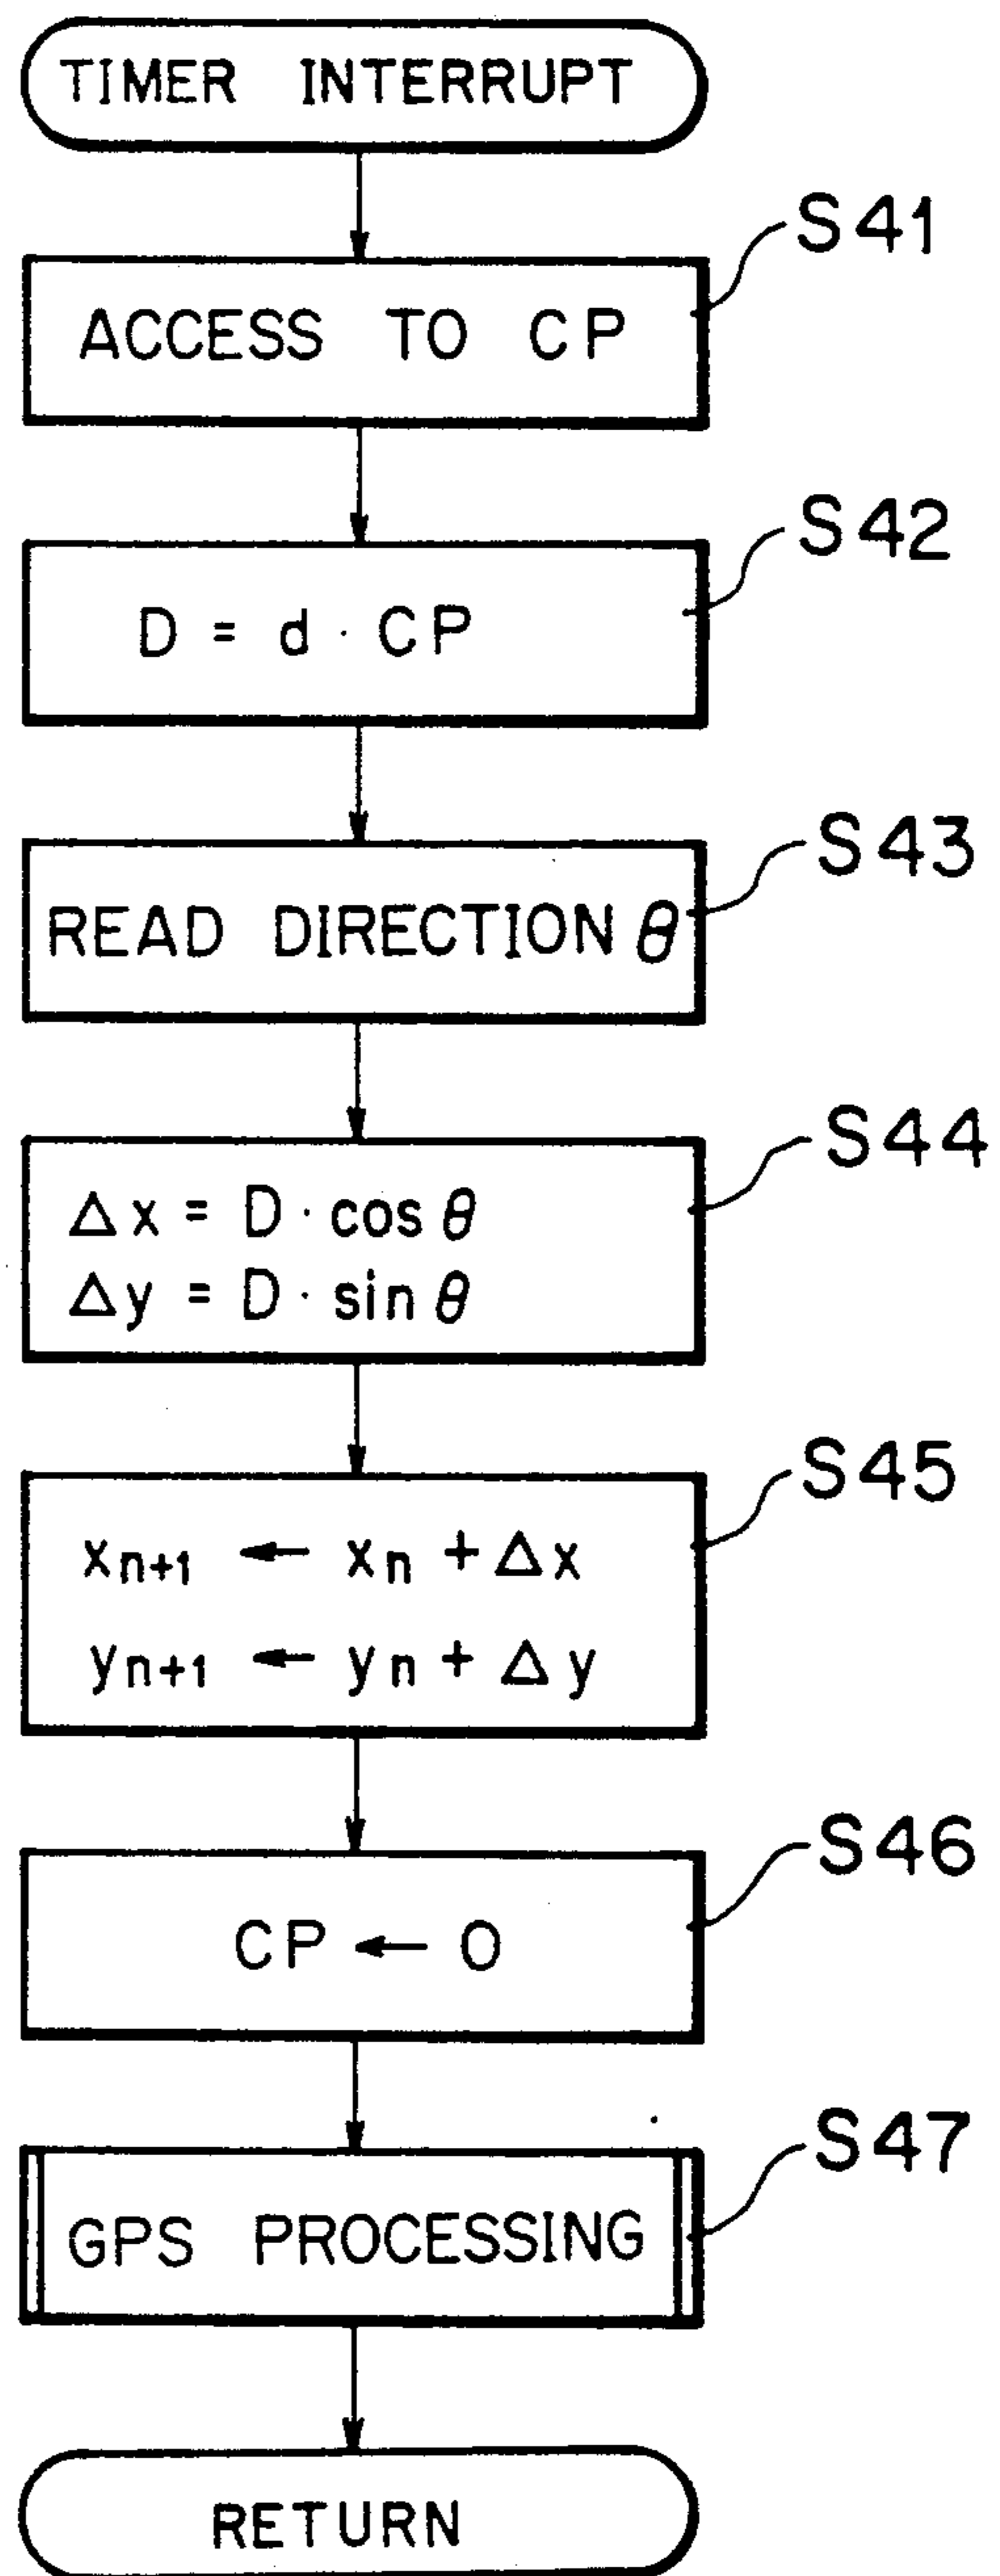 TIMER INTERRUPT
S41
ACCESS TO CP
S42
D = d · CP
S43
READ DIRECTION θ
S44
Δx = D · cos θ
Δy = D · sin θ
S45
xn+1 ← xn + Δx
yn+1 ← yn + Δy
S46
CP ← 0
S47
GPS PROCESSING
RETURN